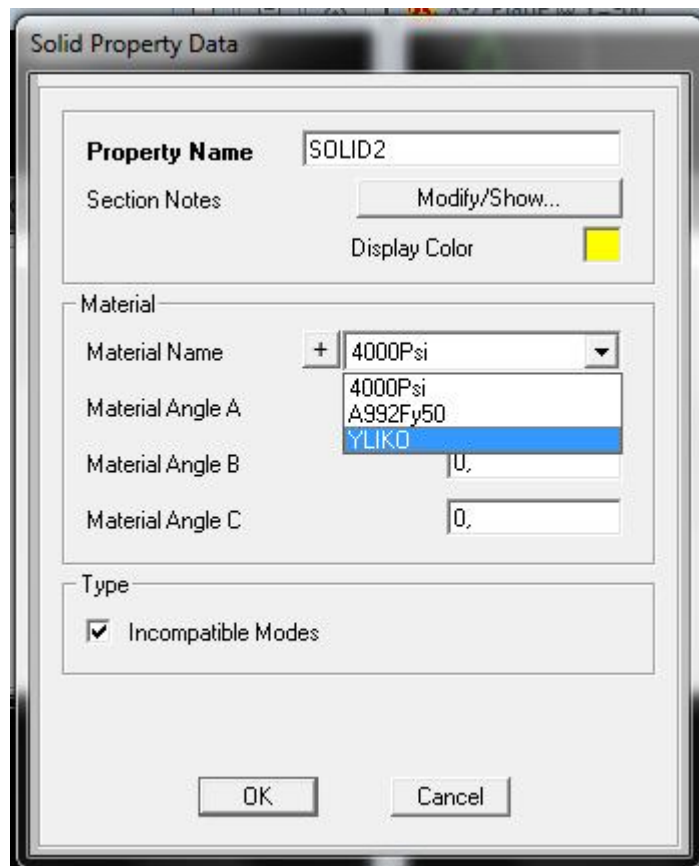 Solid Property Data
Property Name SOLID2
Section Notes Modify/Show...
Display Color
Material
Material Name + 4000Psi
4000Psi
Material Angle A A992Fy50
YLIKO
Material Angle B 0,
Material Angle C 0,
Type
Incompatible Modes
OK Cancel